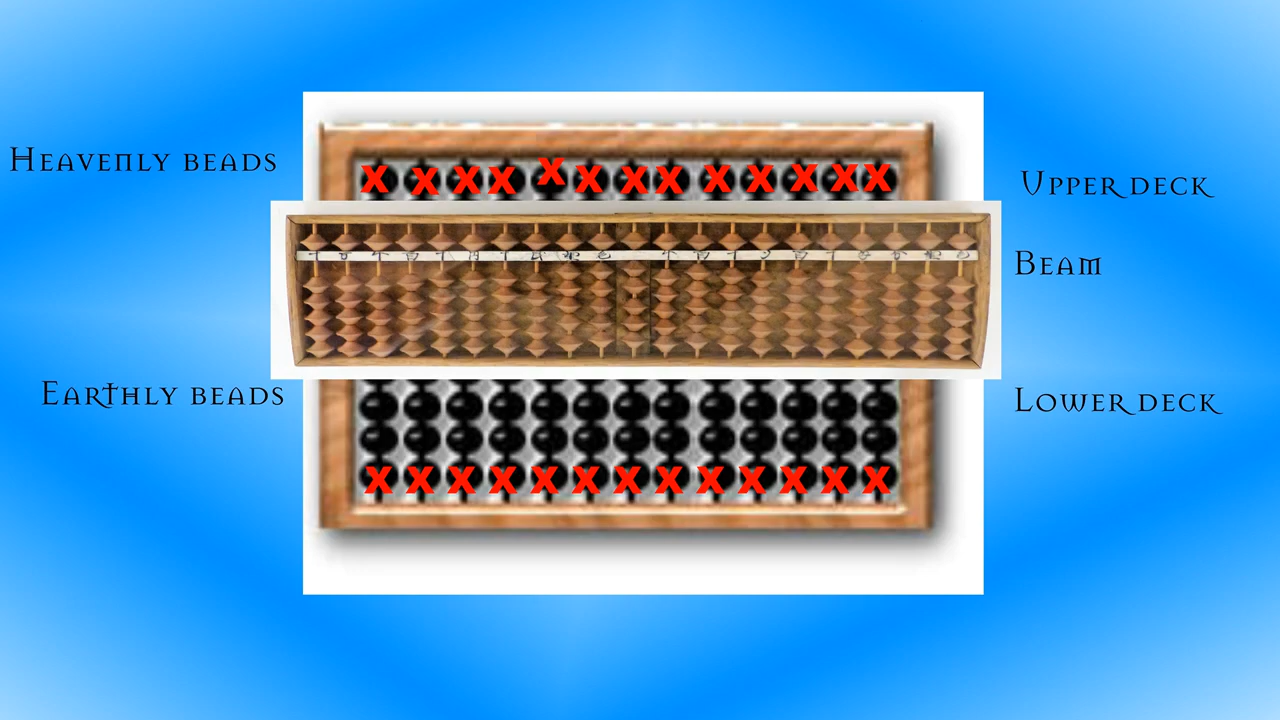 Heavenly beads
Upper deck
Beam
Earthly beads
Lower deck
X X X X X X X X X X X X X
X X X X X X X X X X X X X